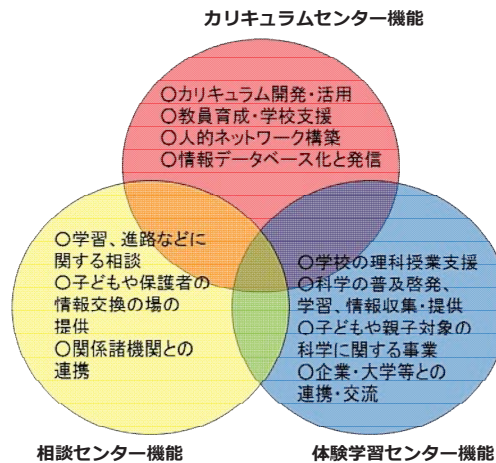 カリキュラムセンター機能
○カリキュラム開発・活用
○教員育成・学校支援
○人的ネットワーク構築
○情報データベース化と発信
○学習、進路などに
関する相談
○子どもや保護者の
情報交換の場の
提供
○関係諸機関との
連携
○学校の理科授業支援
○科学の普及啓発、
学習、情報収集・提供
○子どもや親子対象の
科学に関する事業
○企業・大学等との
連携・交流
相談センター機能
体験学習センター機能